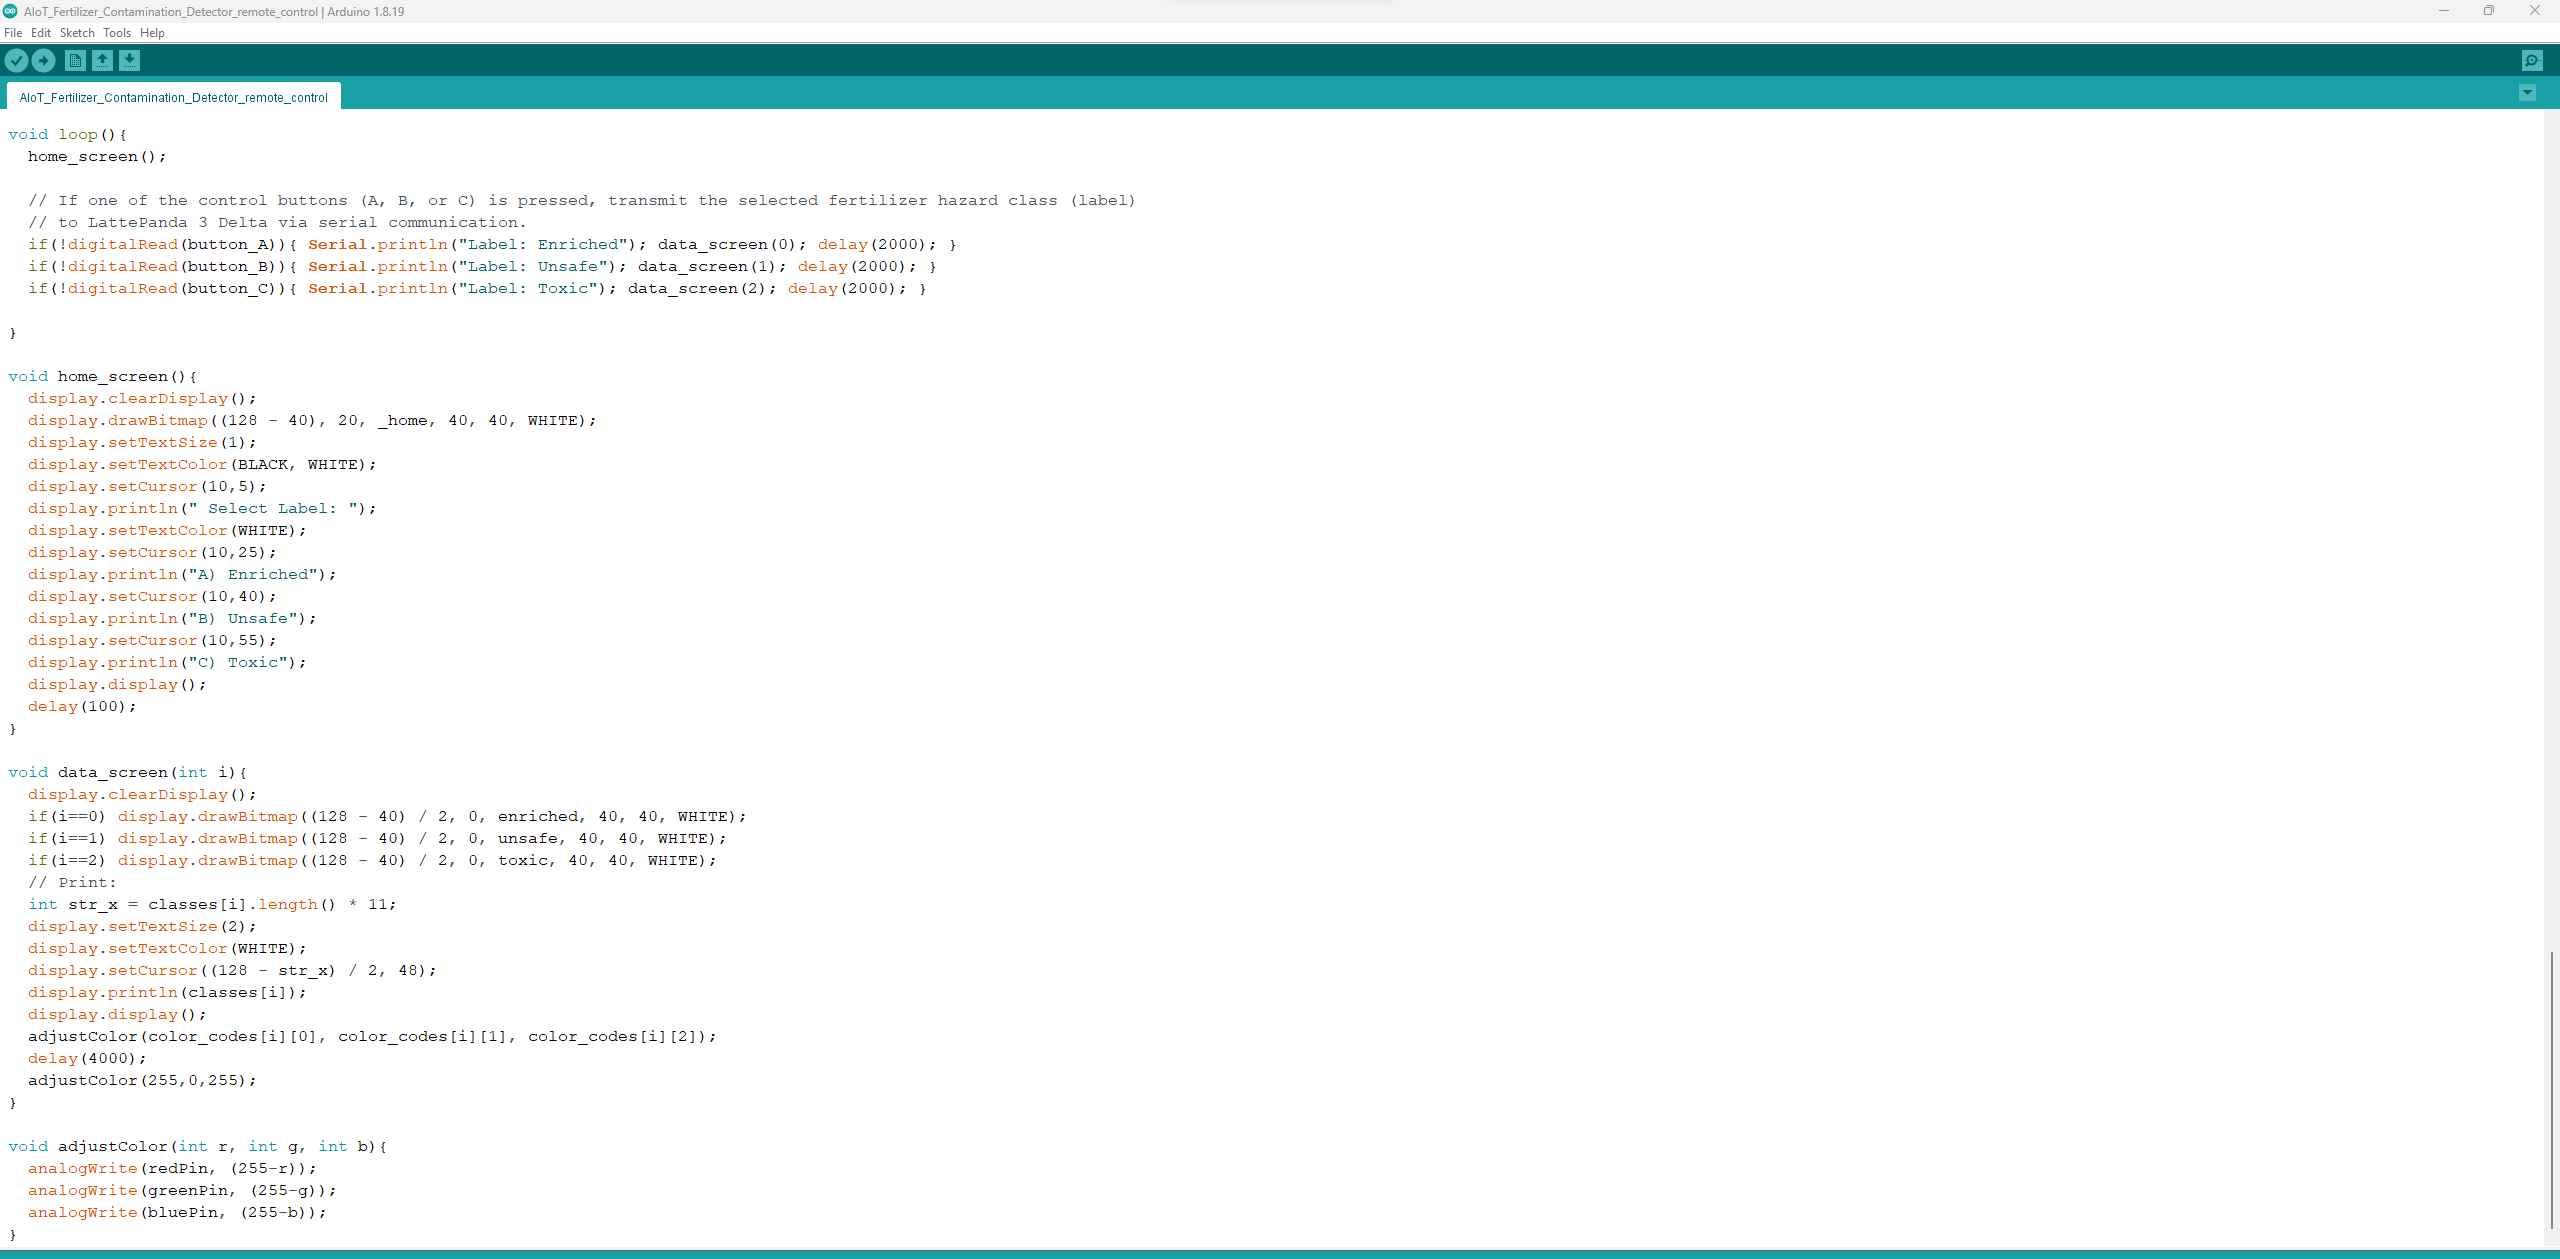 AIoT_Fertilizer_Contamination_Detector_remote_control | Arduino 1.8.19
File Edit Sketch Tools Help
AIoT_Fertilizer_Contamination_Detector_remote_control
void loop(){
  home_screen();

  // If one of the control buttons (A, B, or C) is pressed, transmit the selected fertilizer hazard class (label)
  // to LattePanda 3 Delta via serial communication.
  if(!digitalRead(button_A)){ Serial.println("Label: Enriched"); data_screen(0); delay(2000); }
  if(!digitalRead(button_B)){ Serial.println("Label: Unsafe"); data_screen(1); delay(2000); }
  if(!digitalRead(button_C)){ Serial.println("Label: Toxic"); data_screen(2); delay(2000); }

}

void home_screen(){
  display.clearDisplay();
  display.drawBitmap((128 - 40), 20, _home, 40, 40, WHITE);
  display.setTextSize(1);
  display.setTextColor(BLACK, WHITE);
  display.setCursor(10,5);
  display.println(" Select Label: ");
  display.setTextColor(WHITE);
  display.setCursor(10,25);
  display.println("A) Enriched");
  display.setCursor(10,40);
  display.println("B) Unsafe");
  display.setCursor(10,55);
  display.println("C) Toxic");
  display.display();
  delay(100);
}

void data_screen(int i){
  display.clearDisplay();
  if(i==0) display.drawBitmap((128 - 40) / 2, 0, enriched, 40, 40, WHITE);
  if(i==1) display.drawBitmap((128 - 40) / 2, 0, unsafe, 40, 40, WHITE);
  if(i==2) display.drawBitmap((128 - 40) / 2, 0, toxic, 40, 40, WHITE);
  // Print:
  int str_x = classes[i].length() * 11;
  display.setTextSize(2);
  display.setTextColor(WHITE);
  display.setCursor((128 - str_x) / 2, 48);
  display.println(classes[i]);
  display.display();
  adjustColor(color_codes[i][0], color_codes[i][1], color_codes[i][2]);
  delay(4000);
  adjustColor(255,0,255);
}

void adjustColor(int r, int g, int b){
  analogWrite(redPin, (255-r));
  analogWrite(greenPin, (255-g));
  analogWrite(bluePin, (255-b));
}